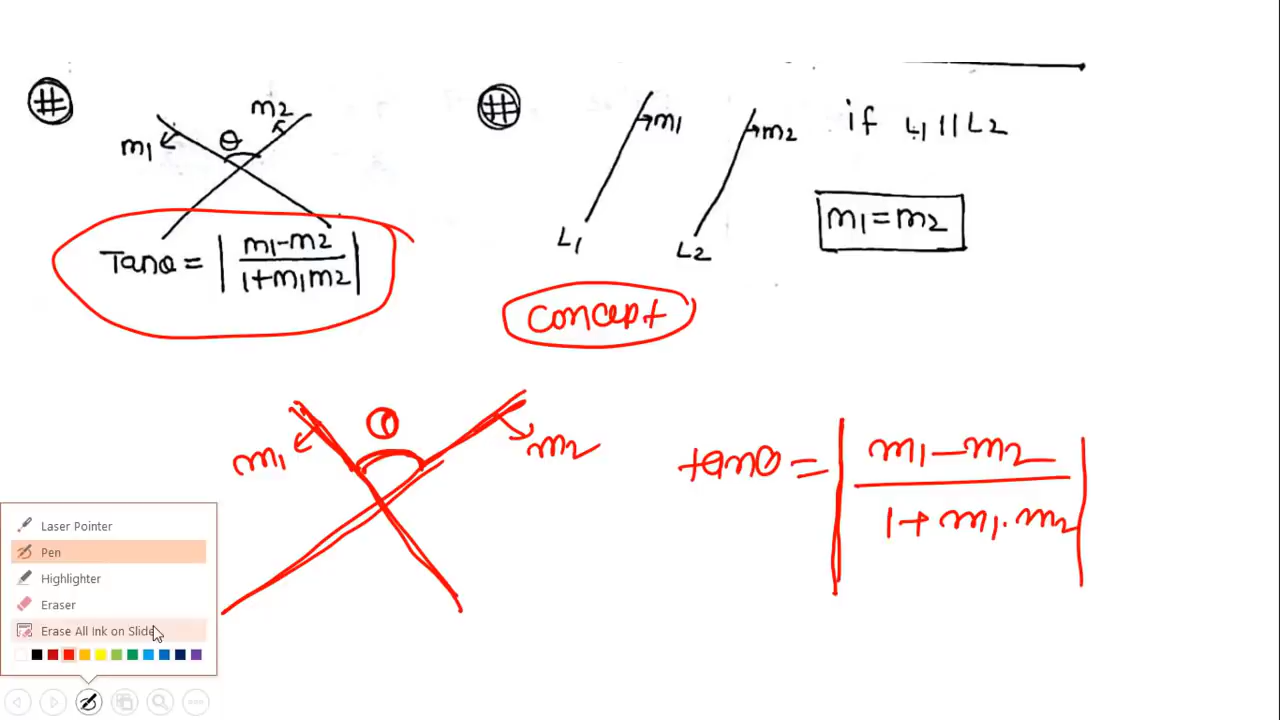 #
m1
θ
m2
Tanθ = | m1-m2 / 1+m1m2 |
#
m1
m2
L1
L2
if L1 || L2
m1=m2
concept
m1
θ
m2
tanθ = | m1-m2 / 1+m1.m2 |
Laser Pointer
Pen
Highlighter
Eraser
Erase All Ink on Slide